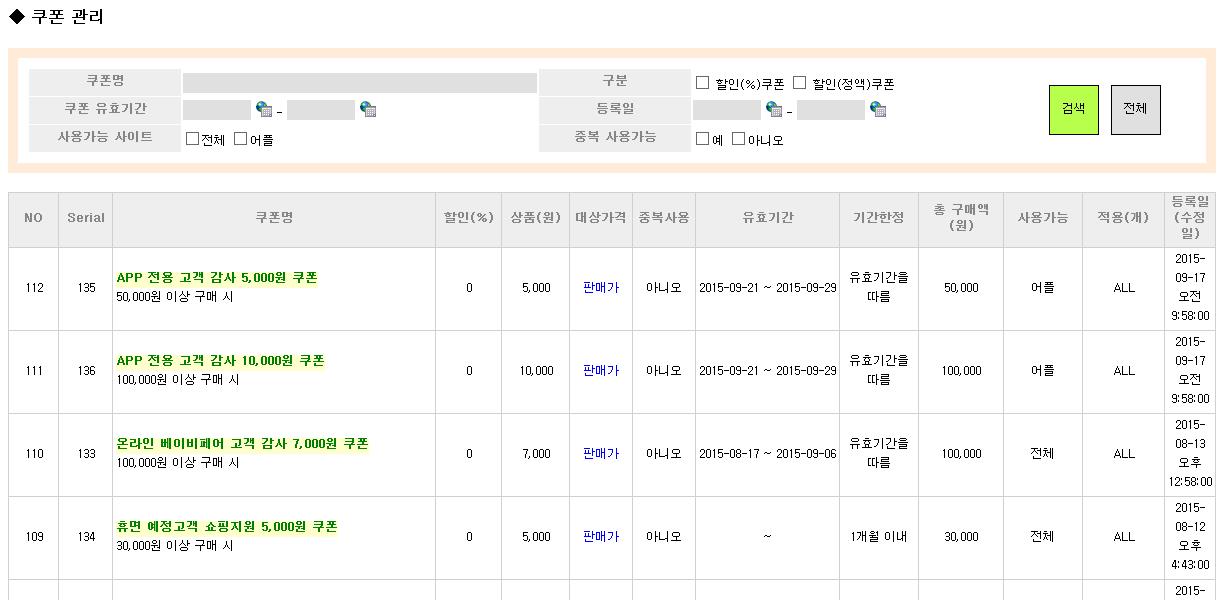 ◆ 쿠폰 관리
쿠폰명 구분 할인(%)쿠폰 할인(정액)쿠폰
쿠폰 유효기간 - 등록일 -
검색 전체
사용가능 사이트 전체 어플 중복 사용가능 예 아니오
NO Serial 쿠폰명 할인(%) 상품(원) 대상가격 중복사용 유효기간 기간한정 총 구매액 (원) 사용가능 적용(개) 등록일 (수정 일)
APP 전용 고객 감사 5,000원 쿠폰
50,000원 이상 구매 시
112 135 0 5,000 판매가 아니오 2015-09-21 ~ 2015-09-29 유효기간을 따름 50,000 어플 ALL 2015-09-17 오전 9:58:00
APP 전용 고객 감사 10,000원 쿠폰
100,000원 이상 구매 시
111 136 0 10,000 판매가 아니오 2015-09-21 ~ 2015-09-29 유효기간을 따름 100,000 어플 ALL 2015-09-17 오전 9:58:00
온라인 베이비페어 고객 감사 7,000원 쿠폰
100,000원 이상 구매 시
110 133 0 7,000 판매가 아니오 2015-08-17 ~ 2015-09-06 유효기간을 따름 100,000 전체 ALL 2015-08-13 오후 12:58:00
휴면 예정고객 쇼핑지원 5,000원 쿠폰
30,000원 이상 구매 시
109 134 0 5,000 판매가 아니오 ~ 1개월 이내 30,000 전체 ALL 2015-08-12 오후 4:43:00
2015-